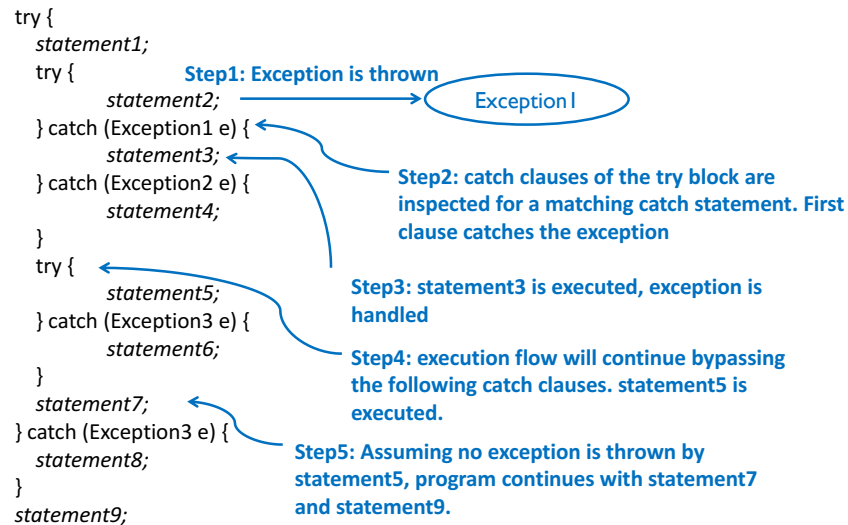 try {
statement1;
try {
Step1: Exception is thrown
statement2;
Exception1
} catch (Exception1 e) {
statement3;
} catch (Exception2 e) {
Step2: catch clauses of the try block are
inspected for a matching catch statement. First
clause catches the exception
statement4;
}
try {
Step3: statement3 is executed, exception is
handled
statement5;
} catch (Exception3 e) {
statement6;
Step4: execution flow will continue bypassing
the following catch clauses. statement5 is
executed.
}
statement7;
} catch (Exception3 e) {
Step5: Assuming no exception is thrown by
statement5, program continues with statement7
and statement9.
statement8;
}
statement9;